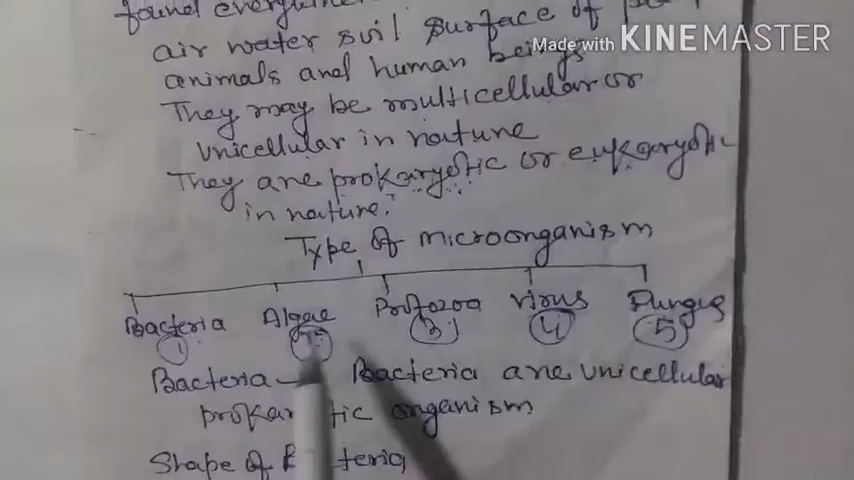 found
air water soil surface of
Made with KINEMASTER
animals and human beings
They may be multicellular or
unicellular in nature
They are prokaryotic or eukaryotic
in nature.
Type of microorganism
Bacteria Algae Protozoa virus Fungus
1 2 3 4 5
Bacteria - Bacteria are unicellular
organism
Shape of